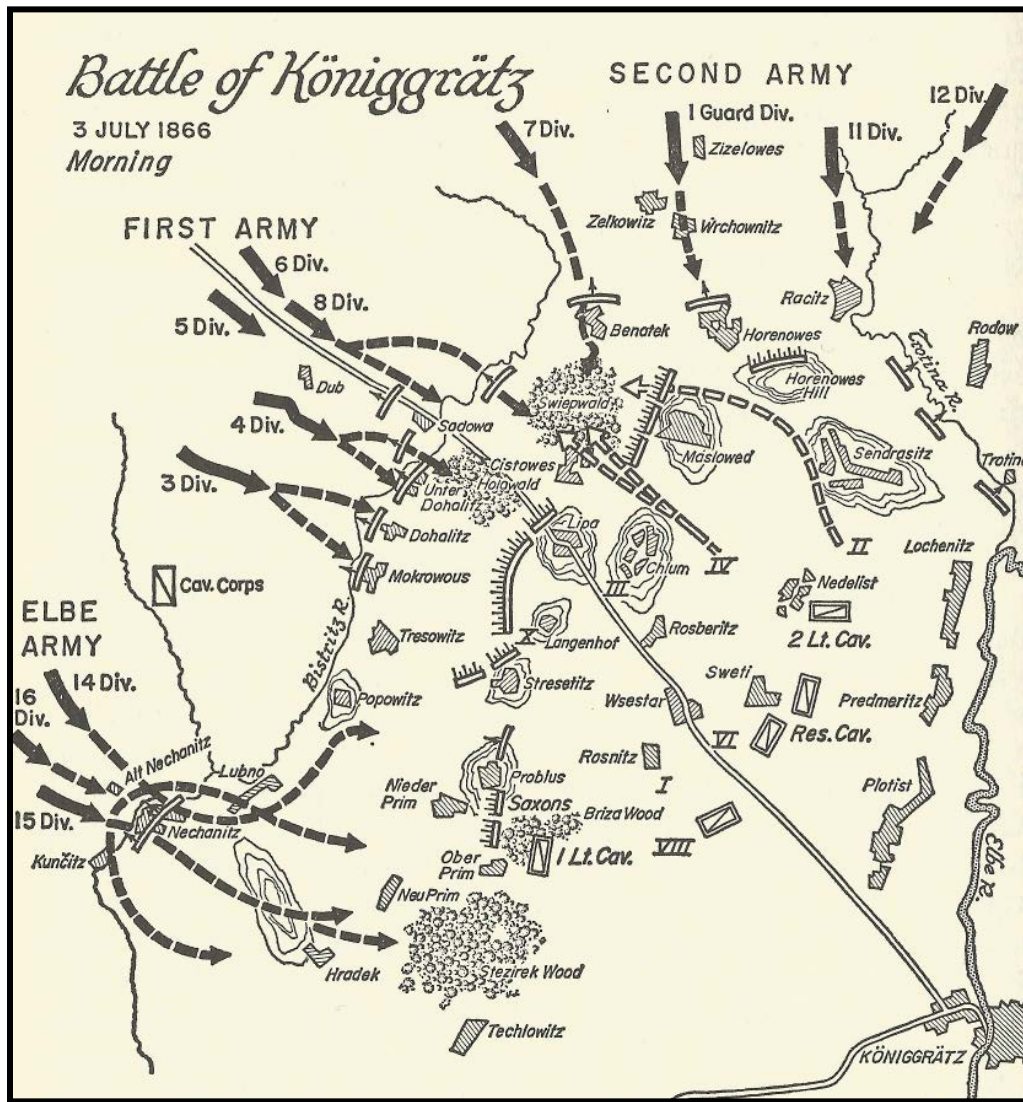 Battle of Königgrätz
3 JULY 1866
Morning
SECOND ARMY
7 Div.
1 Guard Div.
11 Div.
12 Div.
Zizelowes
Zelkowitz
Wrchownitz
FIRST ARMY
6 Div.
8 Div.
5 Div.
Racitz
Benatek
Horenowes
Rodow
Trotina R.
Dub
Horenowes
Hill
Swiepwald
Sadowa
4 Div.
Maslowed
Sendrasitz
Cistowes
Holawald
Trotina
3 Div.
Unter
Dohalitz
Lipa
Dohalitz
Chlum
IV
II
Lochenitz
Mokrowous
III
Nedelist
Cav. Corps
ELBE
ARMY
Bistritz R.
Tresowitz
X
Langenhof
Rosberitz
2 Lt. Cav.
14 Div.
16
Div.
Popowitz
Stresetitz
Sweti
Predmeritz
Wsestar
VI
Res. Cav.
Alt Nechanitz
Lubno
Rosnitz
Problus
Nieder
Prim
I
Plotist
15 Div.
Nechanitz
Saxons
Briza Wood
Kunčitz
Ober
Prim
1 Lt. Cav.
VIII
Elbe R.
Neu Prim
Hradek
Stezirek Wood
Techlowitz
KÖNIGGRÄTZ